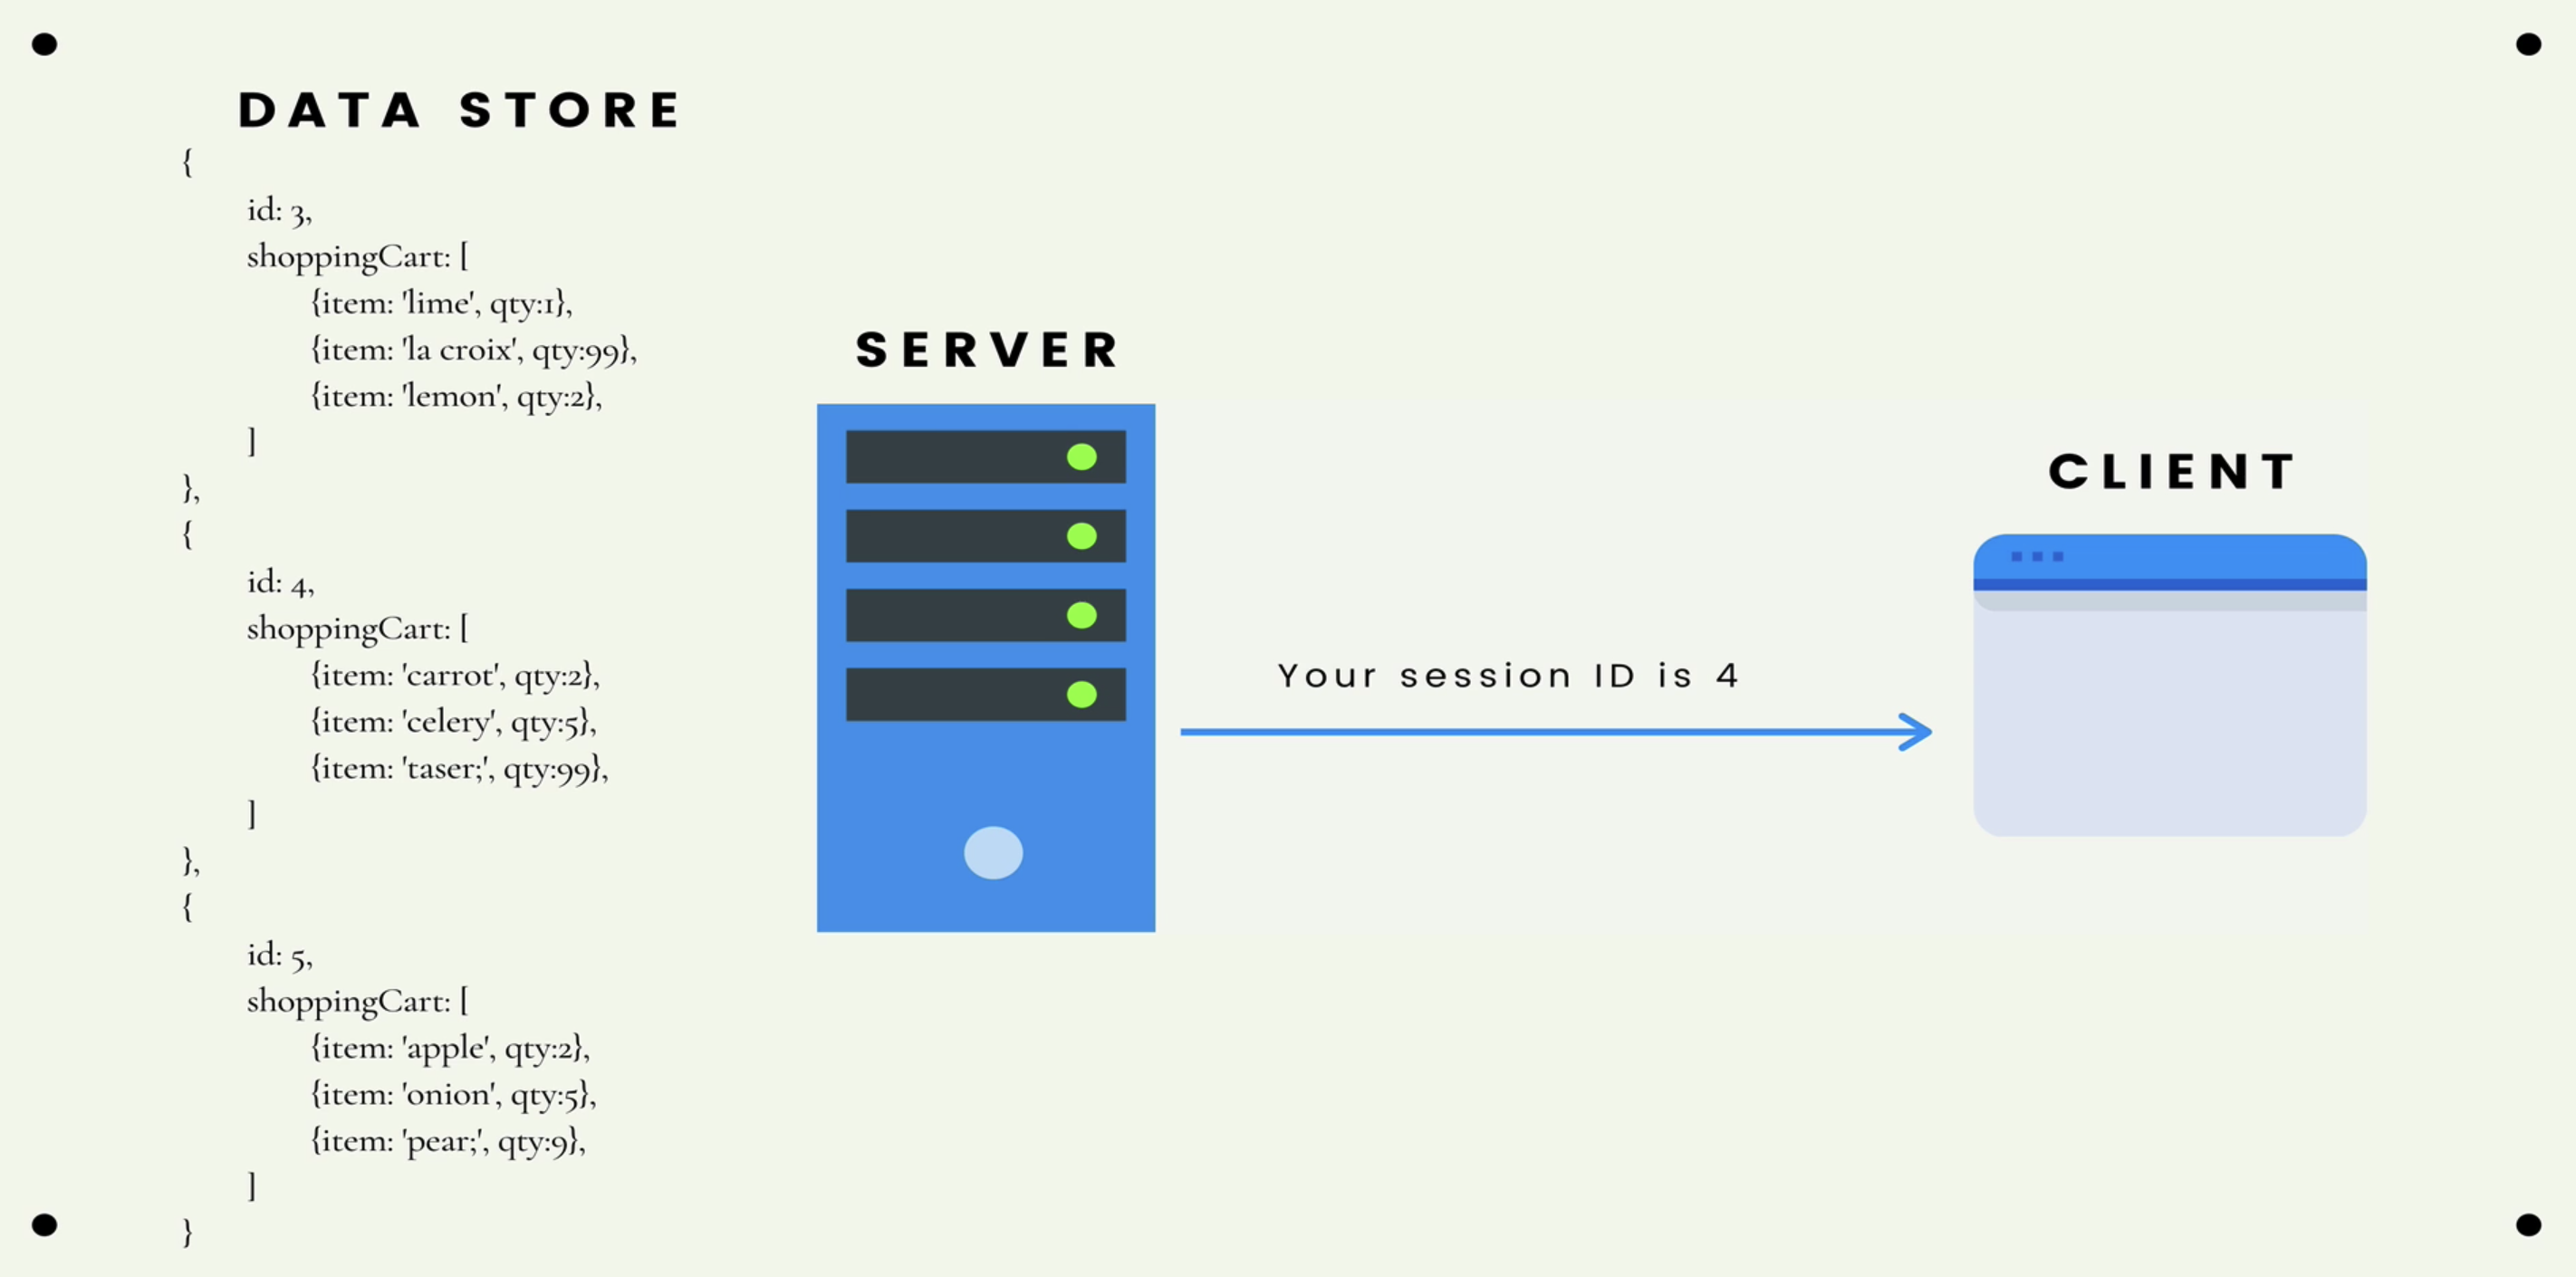 DATA STORE
{
id: 3,
shoppingCart: [
{item: 'lime', qty:1},
{item: 'la croix', qty:99},
{item: 'lemon', qty:2},
]
},
{
id: 4,
shoppingCart: [
{item: 'carrot', qty:2},
{item: 'celery', qty:5},
{item: 'taser;', qty:99},
]
},
{
id: 5,
shoppingCart: [
{item: 'apple', qty:2},
{item: 'onion', qty:5},
{item: 'pear;', qty:9},
]
}
SERVER
Your session ID is 4
CLIENT